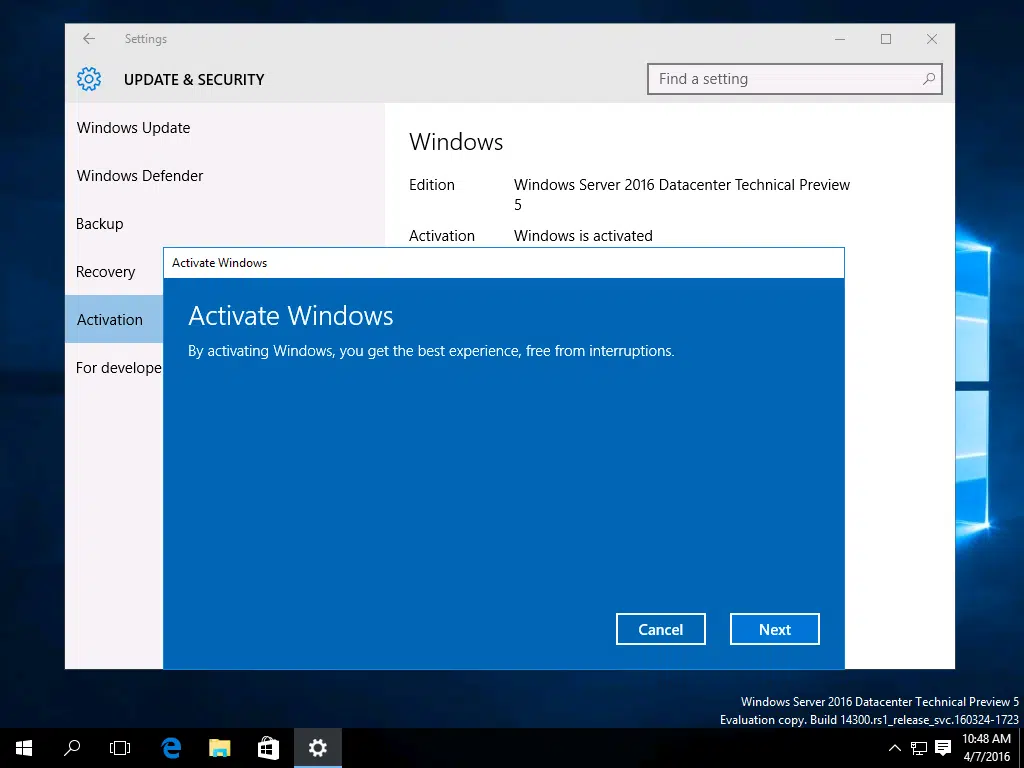 Settings
UPDATE & SECURITY
Find a setting
Windows Update
Windows Defender
Backup
Recovery
Activation
For develope
Windows
Edition Windows Server 2016 Datacenter Technical Preview
5
Activation Windows is activated
Activate Windows
Activate Windows
By activating Windows, you get the best experience, free from interruptions.
Cancel Next
Windows Server 2016 Datacenter Technical Preview 5
Evaluation copy. Build 14300.rs1_release_svc.160324-1723
10:48 AM
4/7/2016